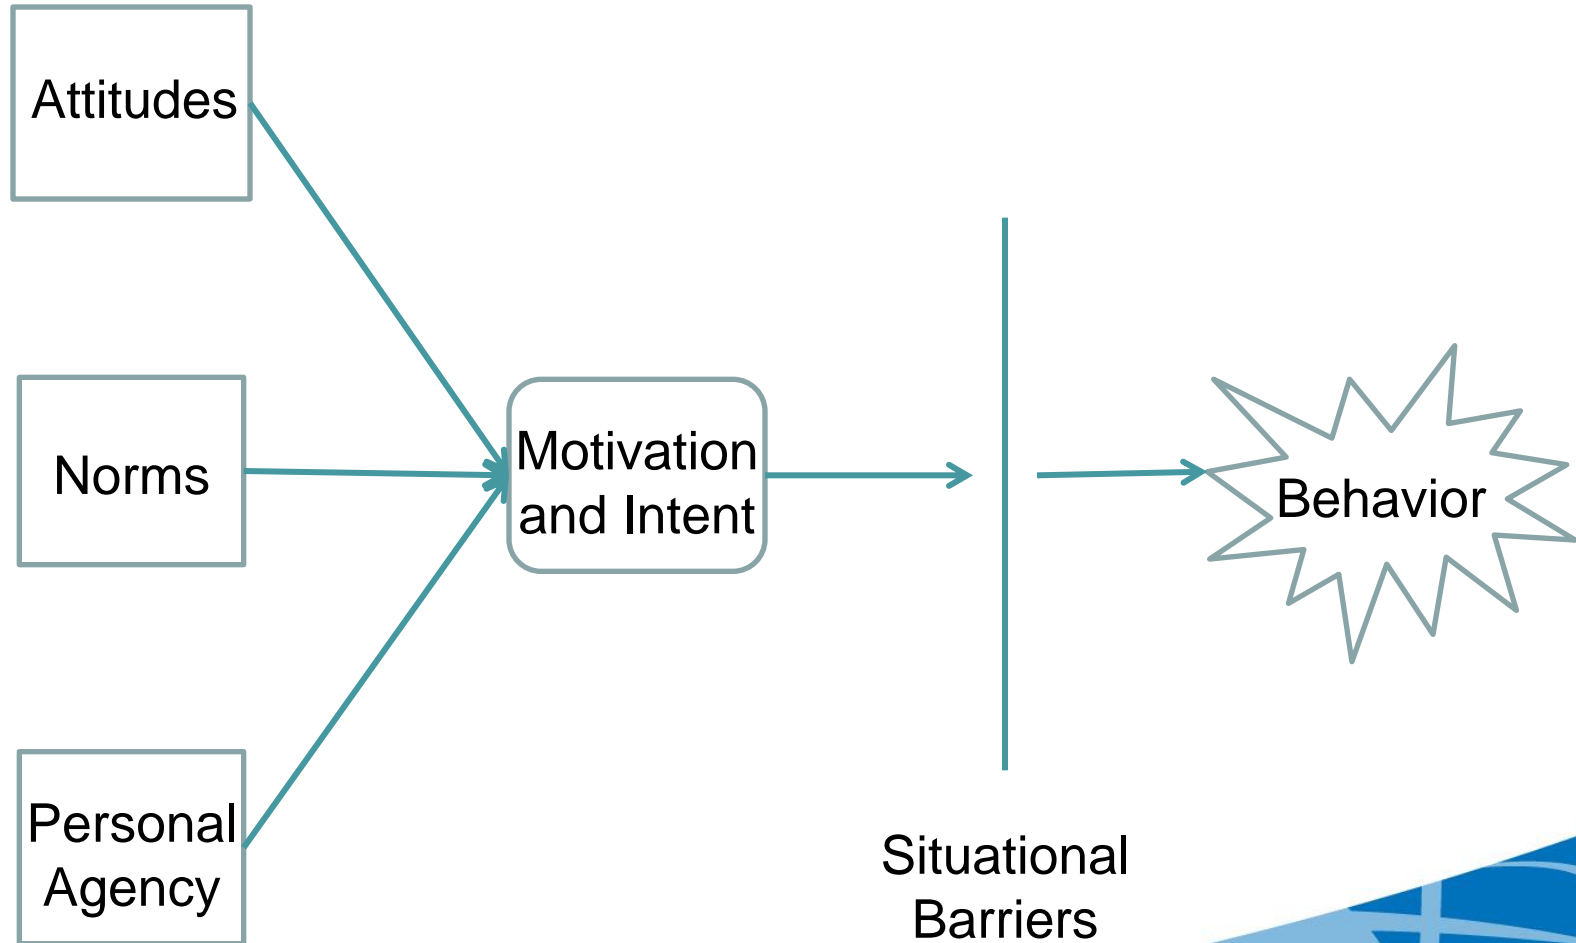 Attitudes
Norms
Personal
Agency
Motivation
and Intent
Situational
Barriers
Behavior